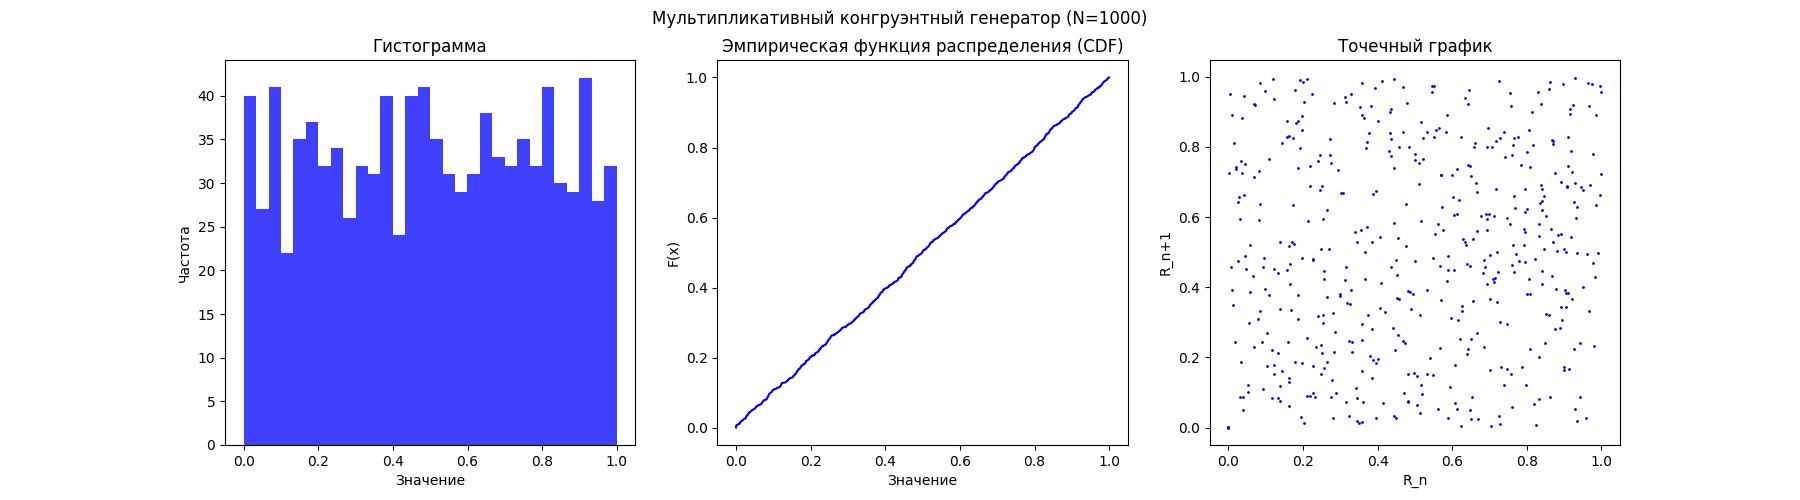 Мультипликативный конгруэнтный генератор (N=1000)
Гистограмма
Частота
40
35
30
25
20
15
10
5
0
0.0 0.2 0.4 0.6 0.8 1.0
Значение
Эмпирическая функция распределения (CDF)
F(x)
1.0
0.8
0.6
0.4
0.2
0.0
0.0 0.2 0.4 0.6 0.8 1.0
Значение
Точечный график
R_n+1
1.0
0.8
0.6
0.4
0.2
0.0
0.0 0.2 0.4 0.6 0.8 1.0
R_n